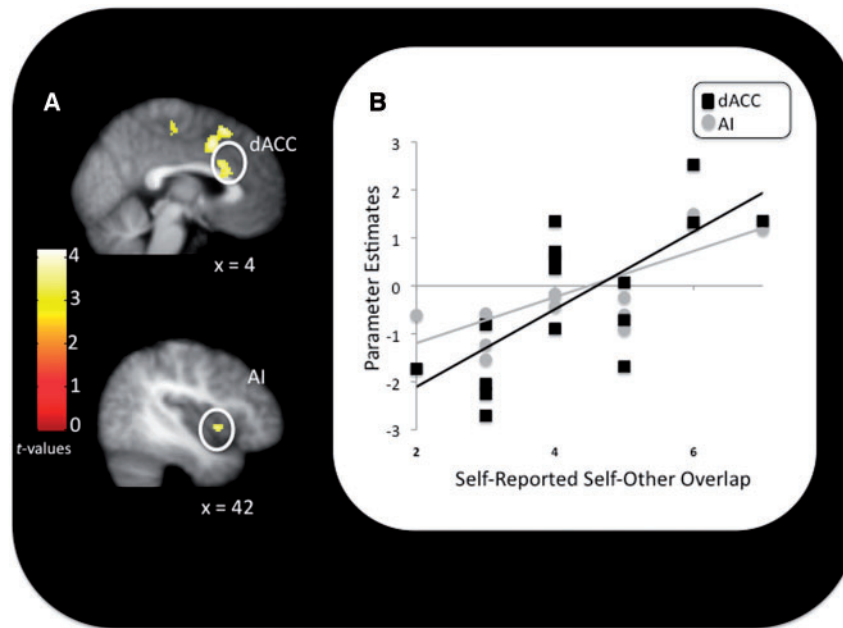 A
dACC
x = 4
4
3
2
1
0
t-values
AI
x = 42
B
dACC
AI
3
2
1
0
-1
-2
-3
Parameter Estimates
2 4 6
Self-Reported Self-Other Overlap